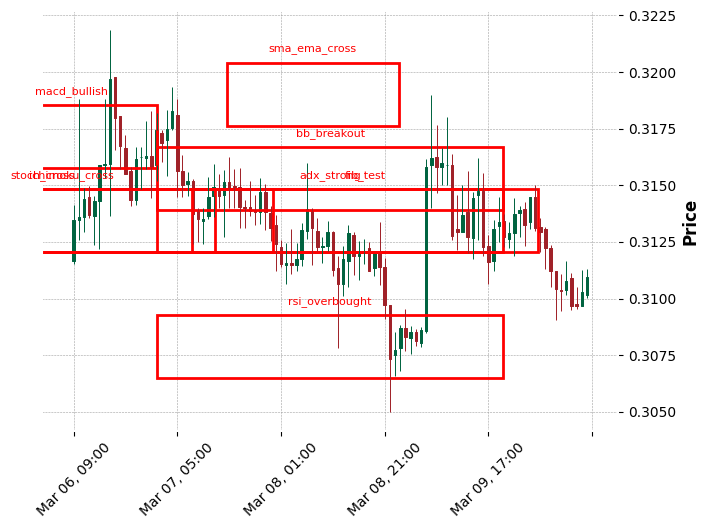 0.3225
sma_ema_cross
0.3200
macd_bullish
0.3175
bb_breakout
adx_strong
0.3150
0.3125
Price
0.3100
rsi_overbought
0.3075
0.3050
Mar 06, 09:00
Mar 07, 05:00
Mar 08, 01:00
Mar 08, 21:00
Mar 09, 17:00